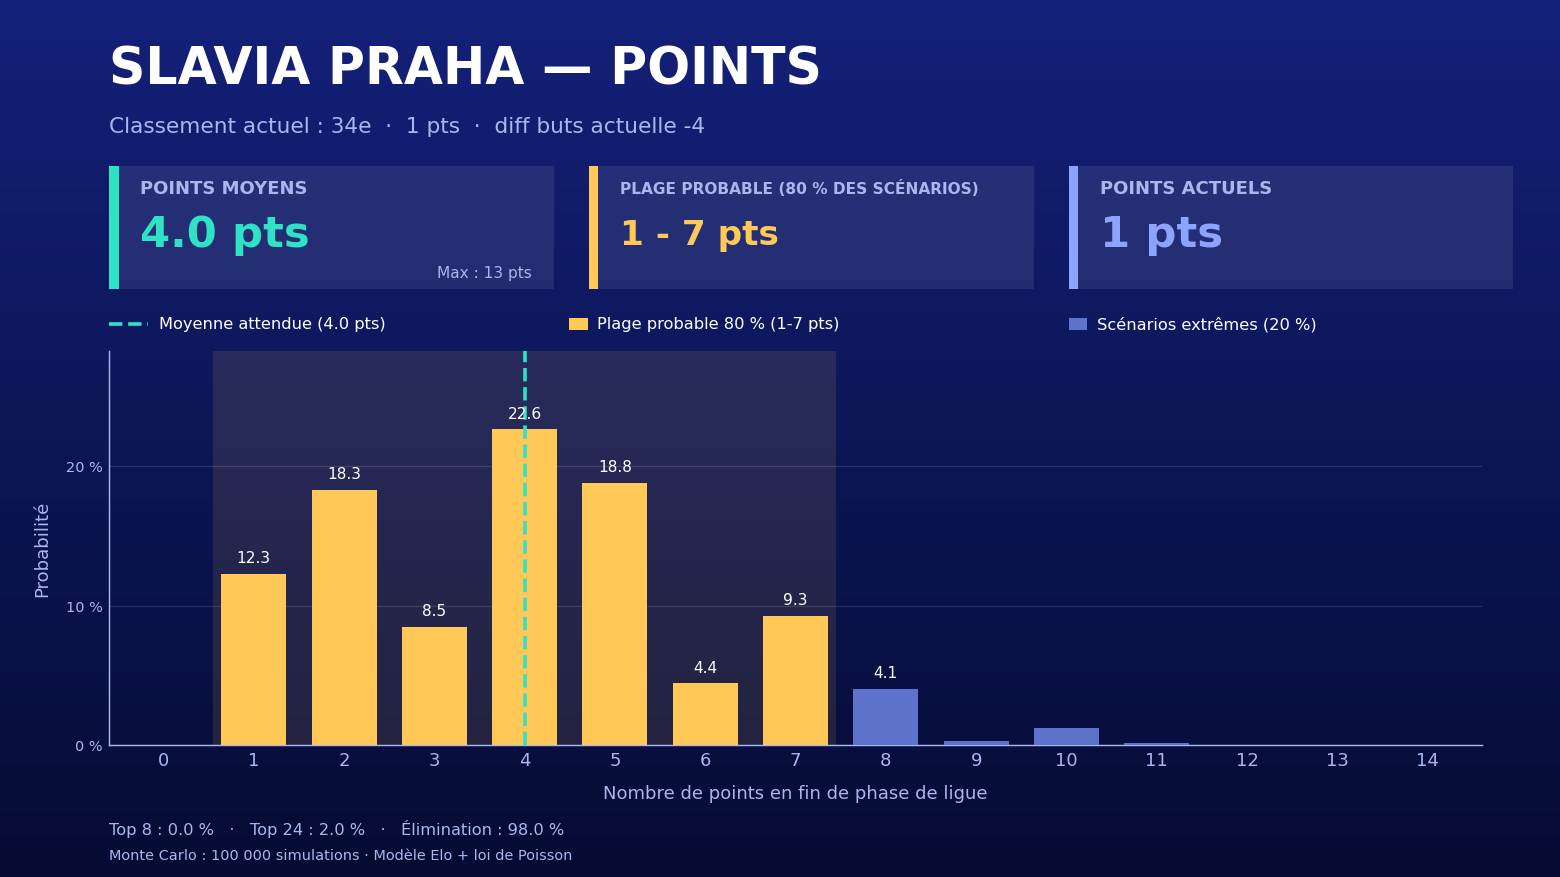 SLAVIA PRAHA — POINTS
Classement actuel : 34e · 1 pts · diff buts actuelle -4
POINTS MOYENS
4.0 pts
Max : 13 pts
PLAGE PROBABLE (80 % DES SCÉNARIOS)
1 - 7 pts
POINTS ACTUELS
1 pts
Moyenne attendue (4.0 pts)
Plage probable 80 % (1-7 pts)
Scénarios extrêmes (20 %)
Probabilité
20 %
10 %
0 %
12.3
18.3
8.5
22.6
18.8
4.4
9.3
4.1
0 1 2 3 4 5 6 7 8 9 10 11 12 13 14
Nombre de points en fin de phase de ligue
Top 8 : 0.0 % · Top 24 : 2.0 % · Élimination : 98.0 %
Monte Carlo : 100 000 simulations · Modèle Elo + loi de Poisson